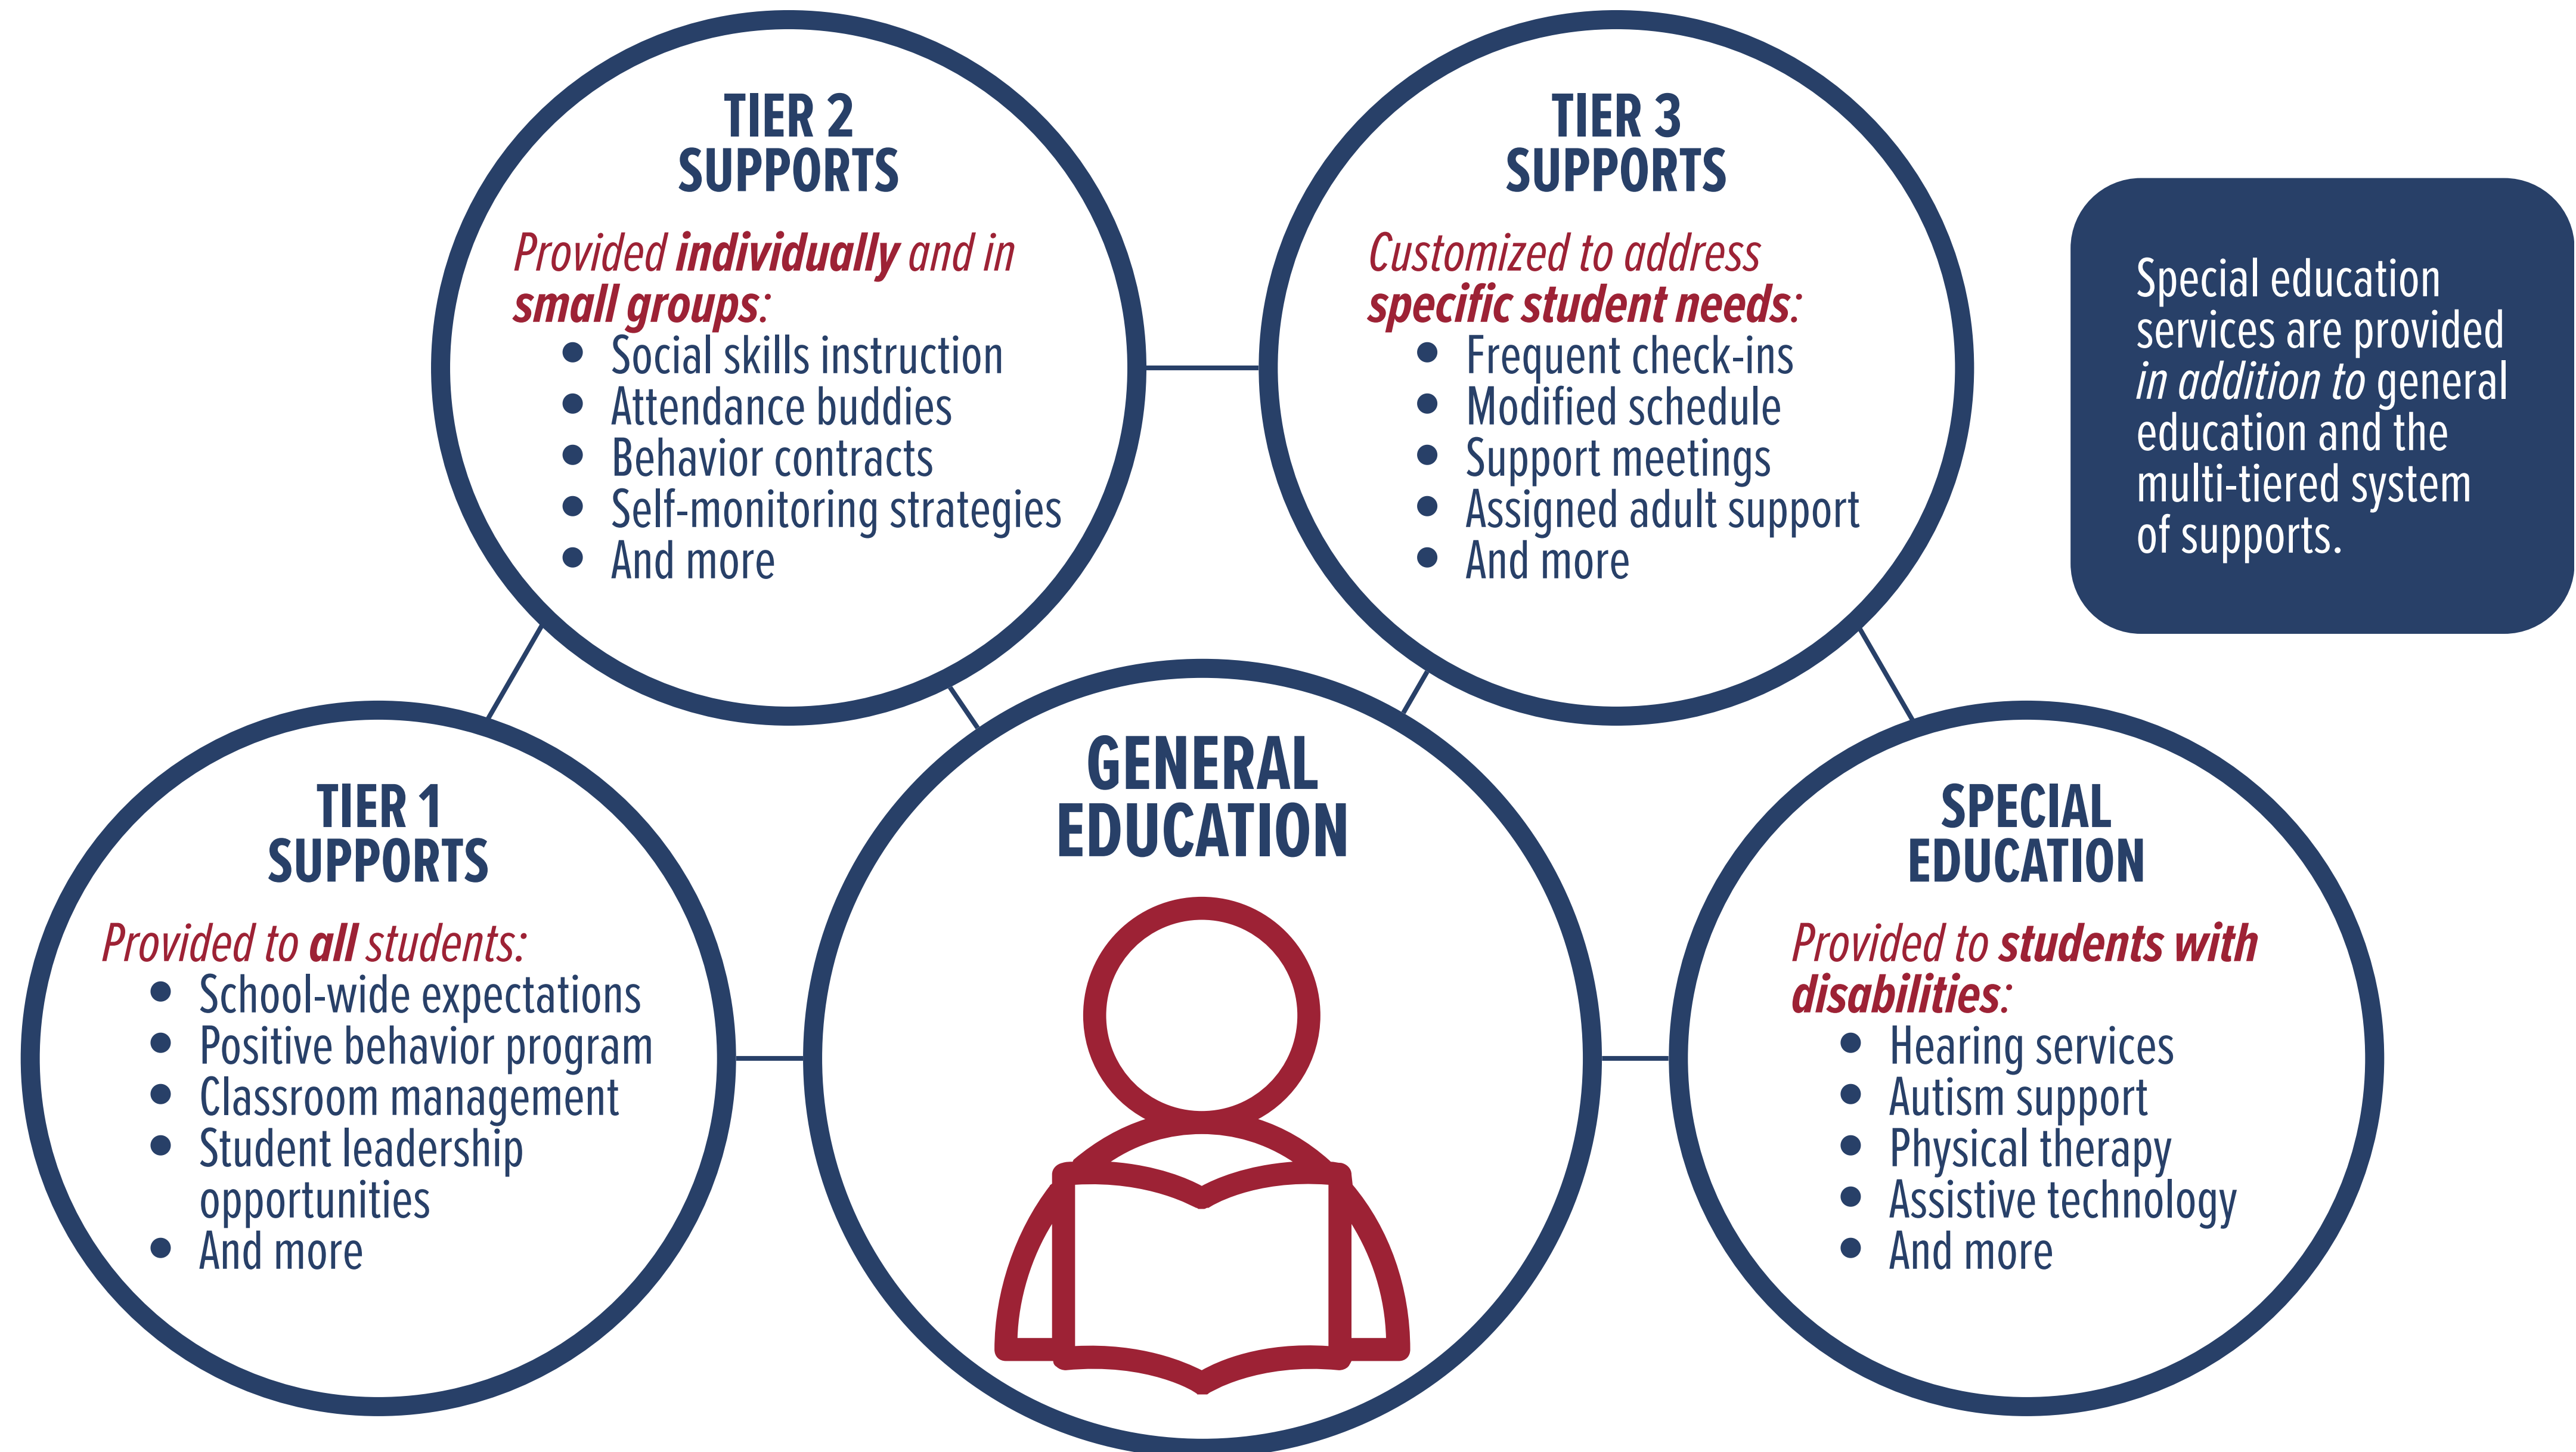 TIER 2
SUPPORTS
Provided individually and in
small groups:
• Social skills instruction
• Attendance buddies
• Behavior contracts
• Self-monitoring strategies
• And more
TIER 3
SUPPORTS
Customized to address
specific student needs:
• Frequent check-ins
• Modified schedule
• Support meetings
• Assigned adult support
• And more
Special education
services are provided
in addition to general
education and the
multi-tiered system
of supports.
TIER 1
SUPPORTS
Provided to all students:
• School-wide expectations
• Positive behavior program
• Classroom management
• Student leadership
opportunities
• And more
GENERAL
EDUCATION
SPECIAL
EDUCATION
Provided to students with
disabilities:
• Hearing services
• Autism support
• Physical therapy
• Assistive technology
• And more